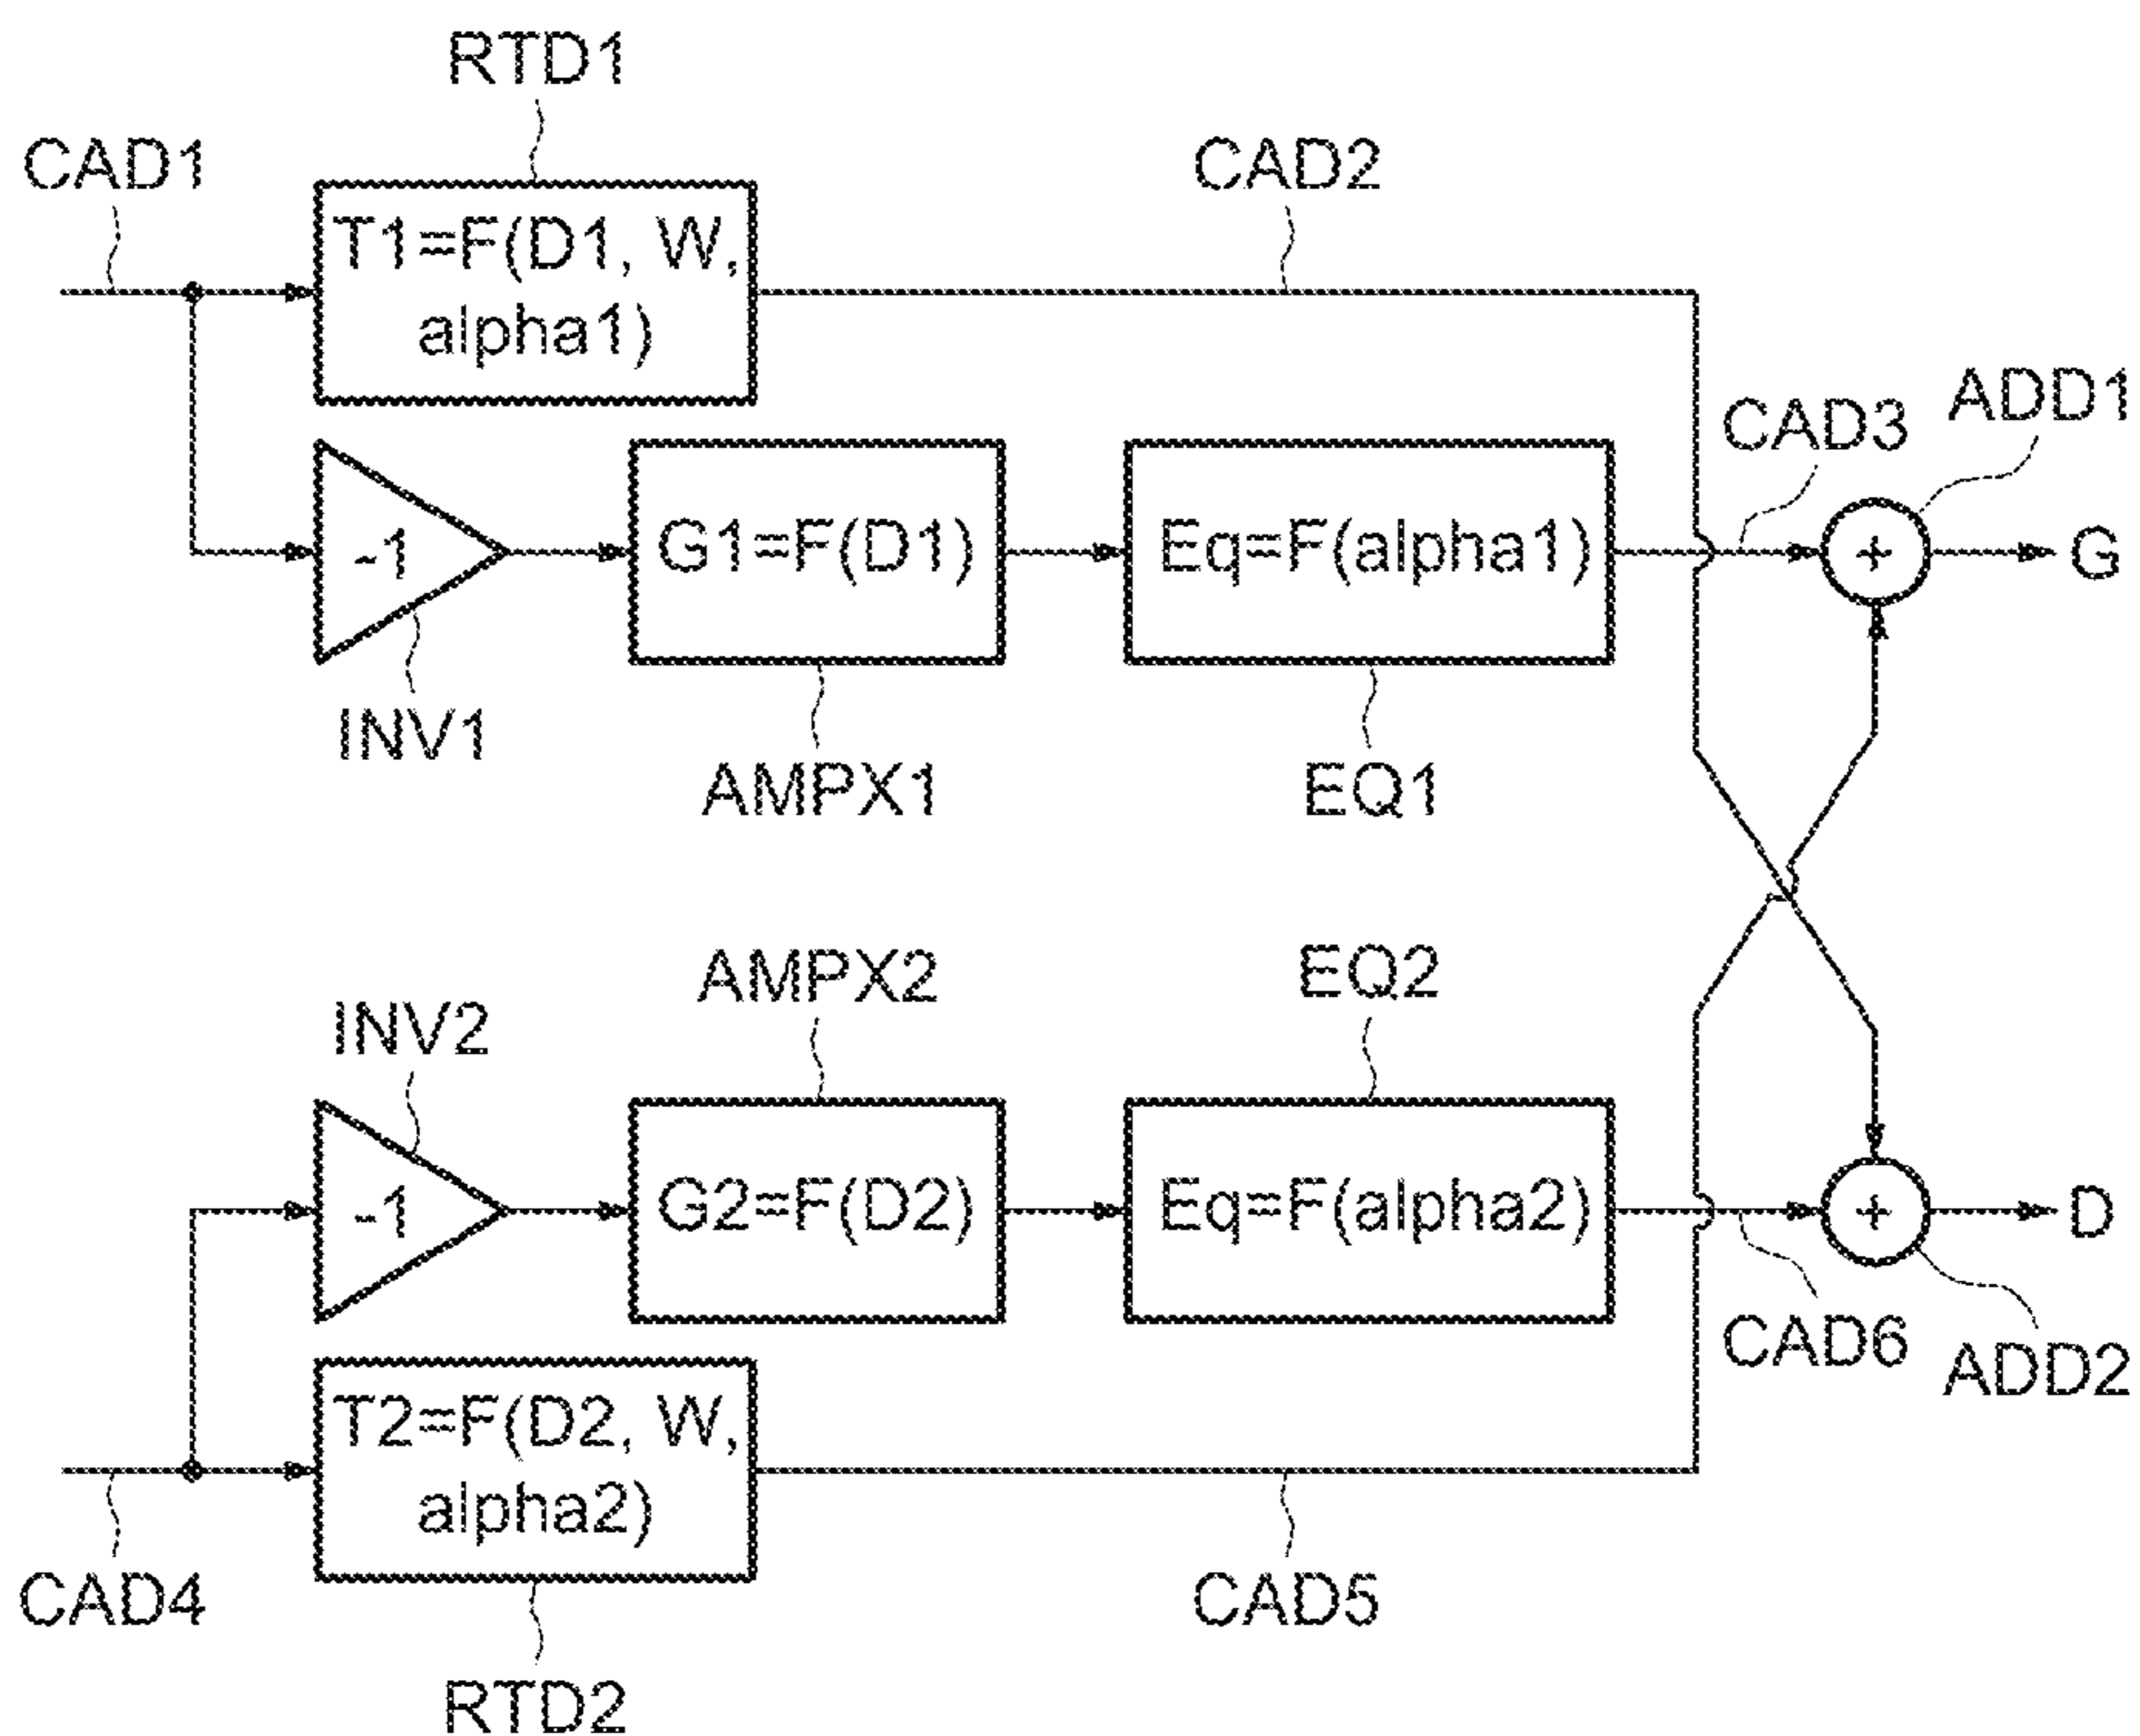 RTD1
CAD1
CAD2
T1=F(D1, W,
alpha1)
ADD1
CAD3
-1
G1=F(D1)
Eq=F(alpha1)
+
G
INV1
AMPX1
EQ1
AMPX2
EQ2
INV2
-1
G2=F(D2)
Eq=F(alpha2)
+
D
CAD6
ADD2
T2=F(D2, W,
alpha2)
CAD4
CAD5
RTD2